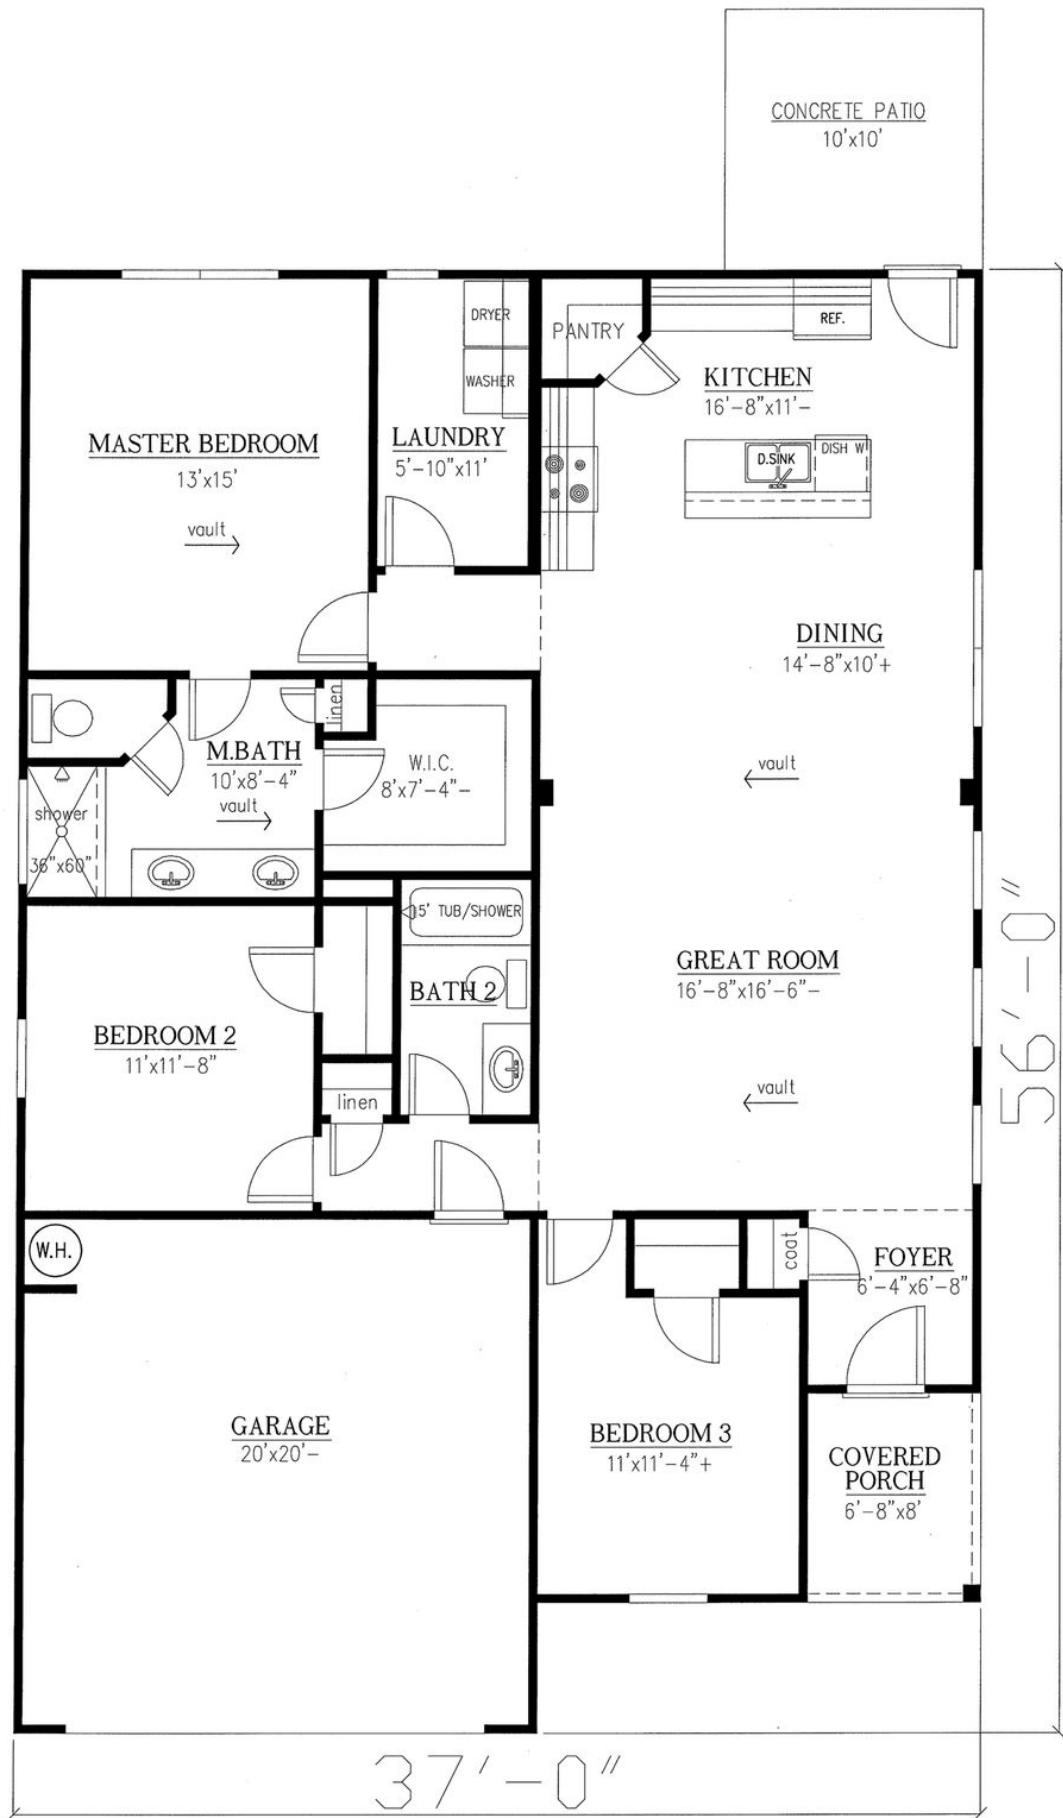 CONCRETE PATIO
10'x10'
DRYER
WASHER
PANTRY
REF.
KITCHEN
16'-8"x11'-
D.SINK
DISH W
MASTER BEDROOM
13'x15'
vault
LAUNDRY
5'-10"x11'
DINING
14'-8"x10'+
linen
M.BATH
10'x8'-4"
vault
W.I.C.
8'x7'-4"-
vault
shower
36"x60"
5' TUB/SHOWER
GREAT ROOM
16'-8"x16'-6"-
BATH 2
BEDROOM 2
11'x11'-8"
linen
vault
56'-0"
W.H.
coat
FOYER
6'-4"x6'-8"
GARAGE
20'x20'-
BEDROOM 3
11'x11'-4"+
COVERED
PORCH
6'-8"x8'
37'-0"